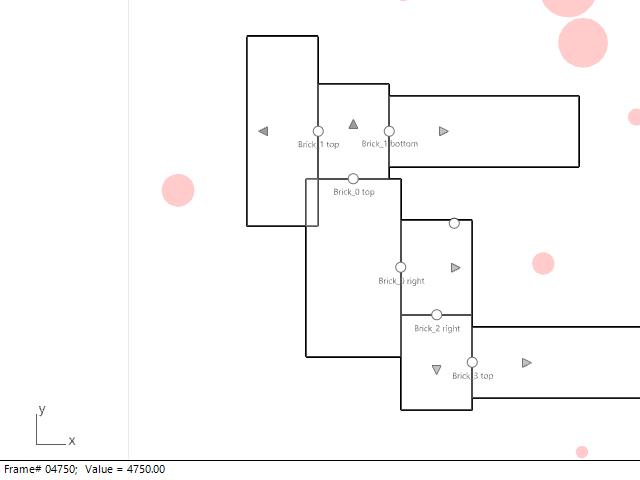 Brick_1 top
Brick_1 bottom
Brick_0 top
Brick_0 right
Brick_2 right
Brick_3 top
y
x
Frame# 04750; Value = 4750.00